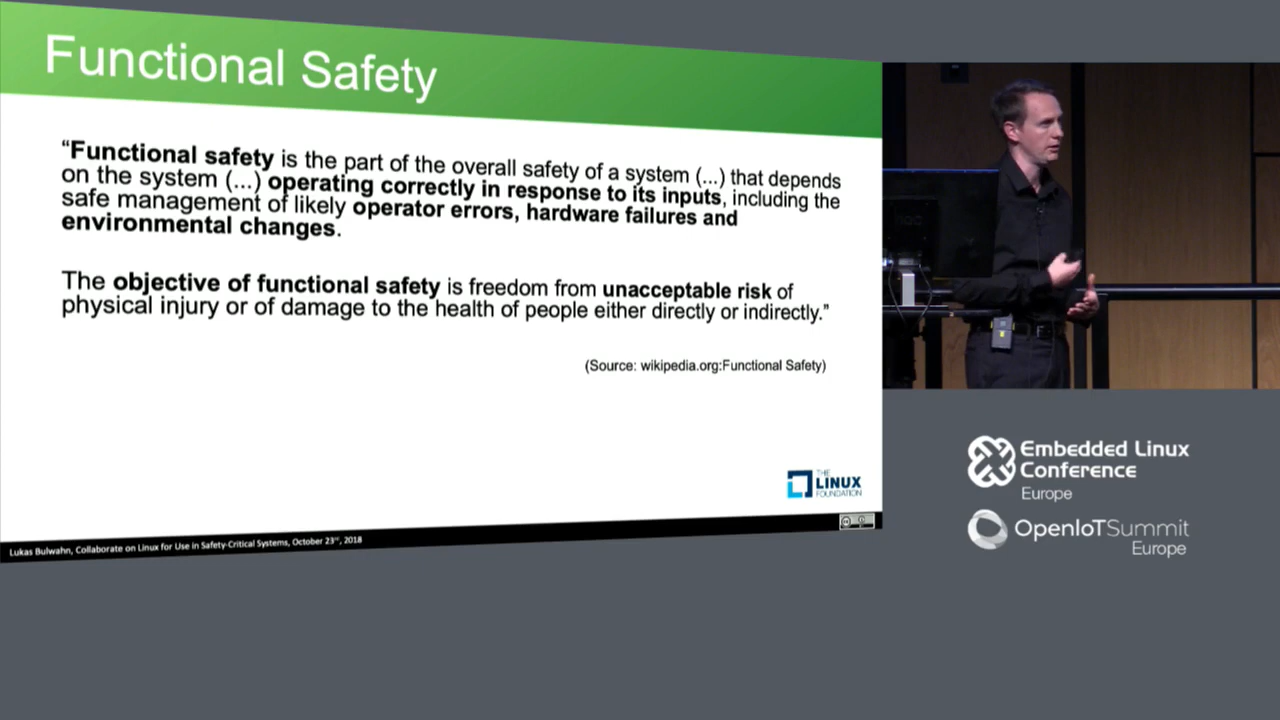 Functional Safety
“Functional safety is the part of the overall safety of a system (...) that depends
on the system (...) operating correctly in response to its inputs, including the
safe management of likely operator errors, hardware failures and
environmental changes.
The objective of functional safety is freedom from unacceptable risk of
physical injury or of damage to the health of people either directly or indirectly.”
(Source: wikipedia.org:Functional Safety)
THE
LINUX
FOUNDATION
Lukas Bulwahn, Collaborate on Linux for Use in Safety-Critical Systems, October 23rd, 2018
Embedded Linux
Conference
Europe
OpenIoTSummit
Europe